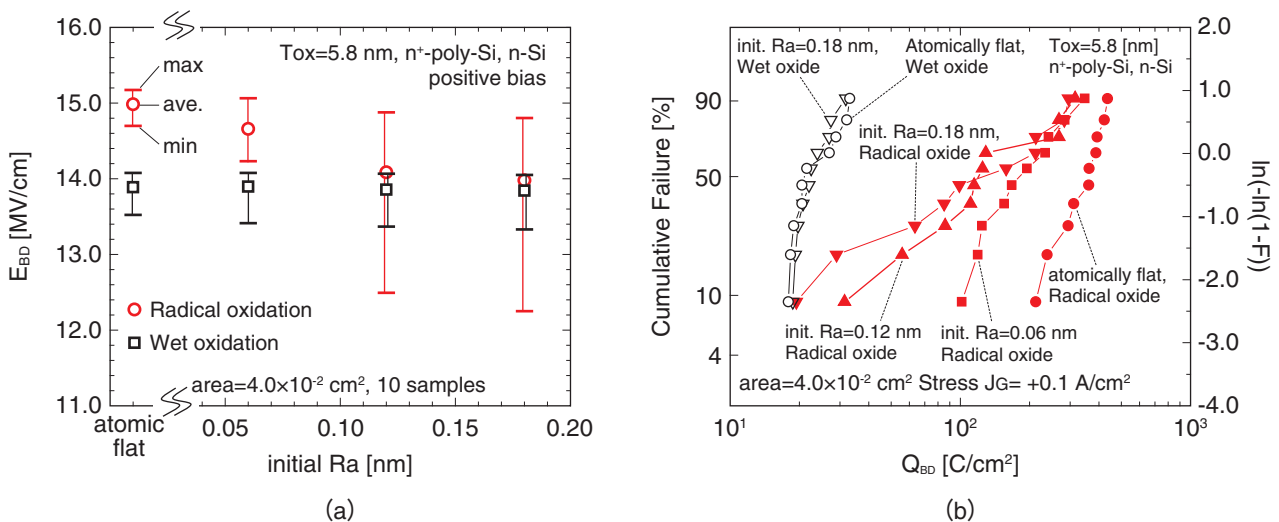 16.0
15.0
14.0
13.0
12.0
11.0
E_BD [MV/cm]
Tox=5.8 nm, n⁺-poly-Si, n-Si
positive bias
max
ave.
min
Radical oxidation
Wet oxidation
area=4.0×10⁻² cm², 10 samples
atomic
flat
0.05 0.10 0.15 0.20
initial Ra [nm]
(a)
90
50
10
4
Cumulative Failure [%]
init. Ra=0.18 nm,
Wet oxide
Atomically flat,
Wet oxide
Tox=5.8 [nm]
n⁺-poly-Si, n-Si
init. Ra=0.18 nm,
Radical oxide
atomically flat,
Radical oxide
init. Ra=0.12 nm
Radical oxide
init. Ra=0.06 nm
Radical oxide
area=4.0×10⁻² cm² Stress JG= +0.1 A/cm²
2.0
1.0
0.0
-1.0
-2.0
-3.0
-4.0
ln(-ln(1-F))
10¹ 10² 10³
Q_BD [C/cm²]
(b)